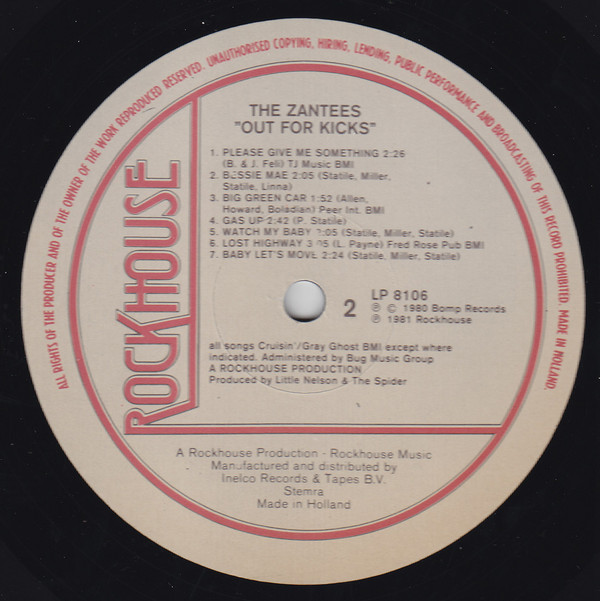 ALL RIGHTS OF THE PRODUCER AND OF THE OWNER OF THE WORK REPRODUCED RESERVED. UNAUTHORISED COPYING, HIRING, LENDING, PUBLIC PERFORMANCE AND BROADCASTING OF THIS RECORD PROHIBITED. MADE IN HOLLAND.
ROCKHOUSE
THE ZANTEES
"OUT FOR KICKS"
1. PLEASE GIVE ME SOMETHING 2:26
(B. & J. Feli) TJ Music BMI
2. BESSIE MAE 2:05 (Statile, Miller,
Statile, Linna)
3. BIG GREEN CAR 1:52 (Allen,
Howard, Boladian) Peer Int. BMI
4. GAS UP 2:42 (P. Statile)
5. WATCH MY BABY (Statile, Miller, Statile)
6. LOST HIGHWAY (L. Payne) Fred Rose Pub BMI
7. BABY LET'S MOVE 2:24 (Statile, Miller, Statile)
2
LP 8106
℗ © 1980 Bomp Records
℗ 1981 Rockhouse
all songs Cruisin'/Gray Ghost BMI except where
indicated. Administered by Bug Music Group
A ROCKHOUSE PRODUCTION
Produced by Little Nelson & The Spider
A Rockhouse Production - Rockhouse Music
Manufactured and distributed by
Inelco Records & Tapes B.V.
Stemra
Made in Holland